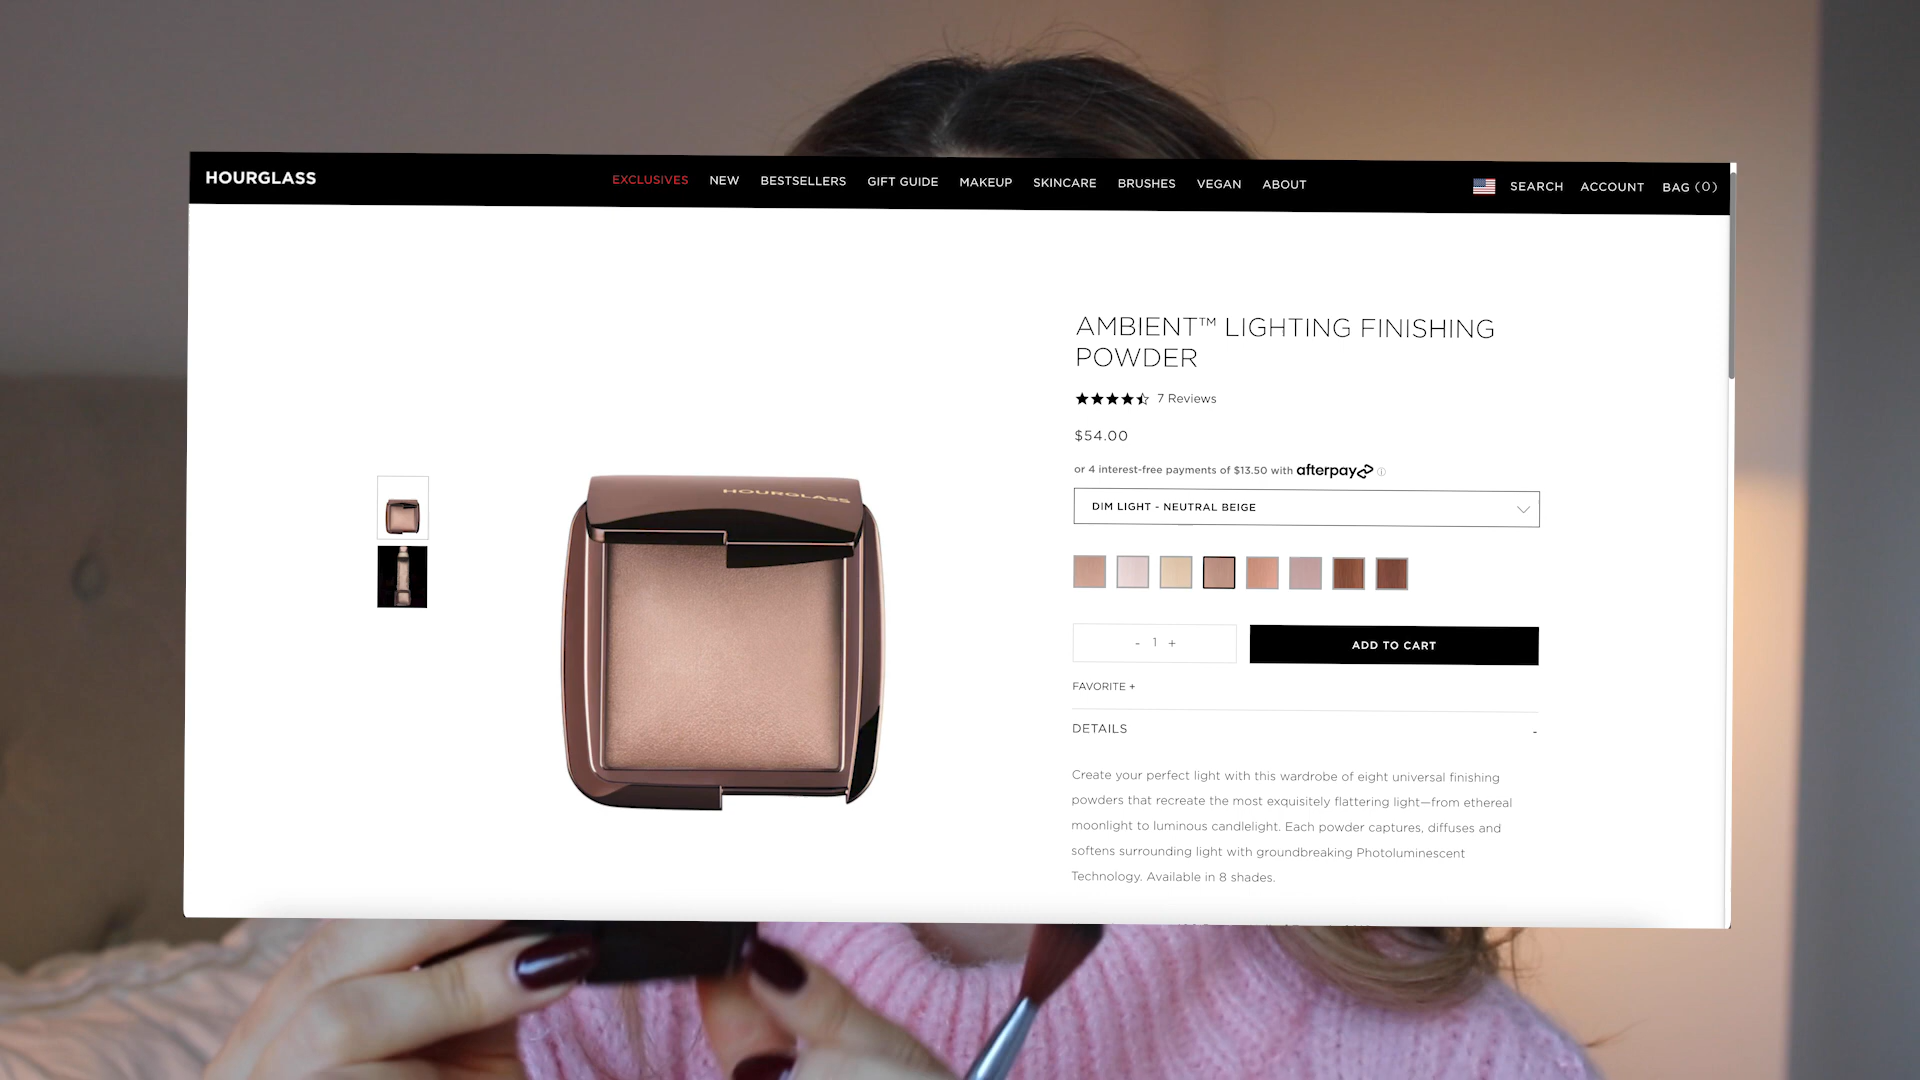 HOURGLASS
EXCLUSIVES NEW BESTSELLERS GIFT GUIDE MAKEUP SKINCARE BRUSHES VEGAN ABOUT
SEARCH ACCOUNT BAG (0)
AMBIENT™ LIGHTING FINISHING
POWDER
7 Reviews
$54.00
or 4 interest-free payments of $13.50 with afterpay
DIM LIGHT - NEUTRAL BEIGE
HOURGLASS
- 1 +
ADD TO CART
FAVORITE +
DETAILS -
Create your perfect light with this wardrobe of eight universal finishing
powders that recreate the most exquisitely flattering light—from ethereal
moonlight to luminous candlelight. Each powder captures, diffuses and
softens surrounding light with groundbreaking Photoluminescent
Technology. Available in 8 shades.